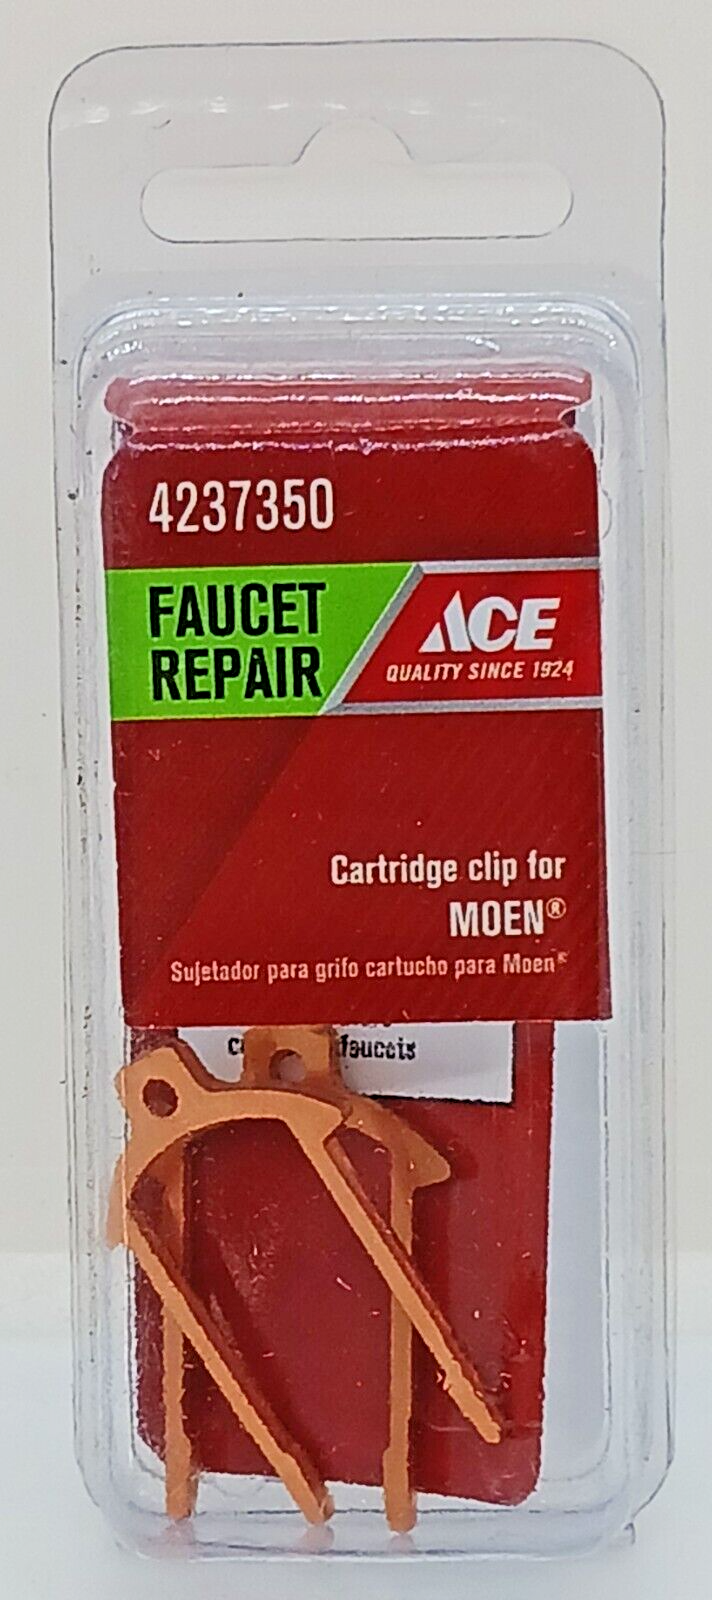 4237350
FAUCET
REPAIR
ACE
QUALITY SINCE 1924
Cartridge clip for
MOEN®
Sujetador para grifo cartucho para Moen®
faucets